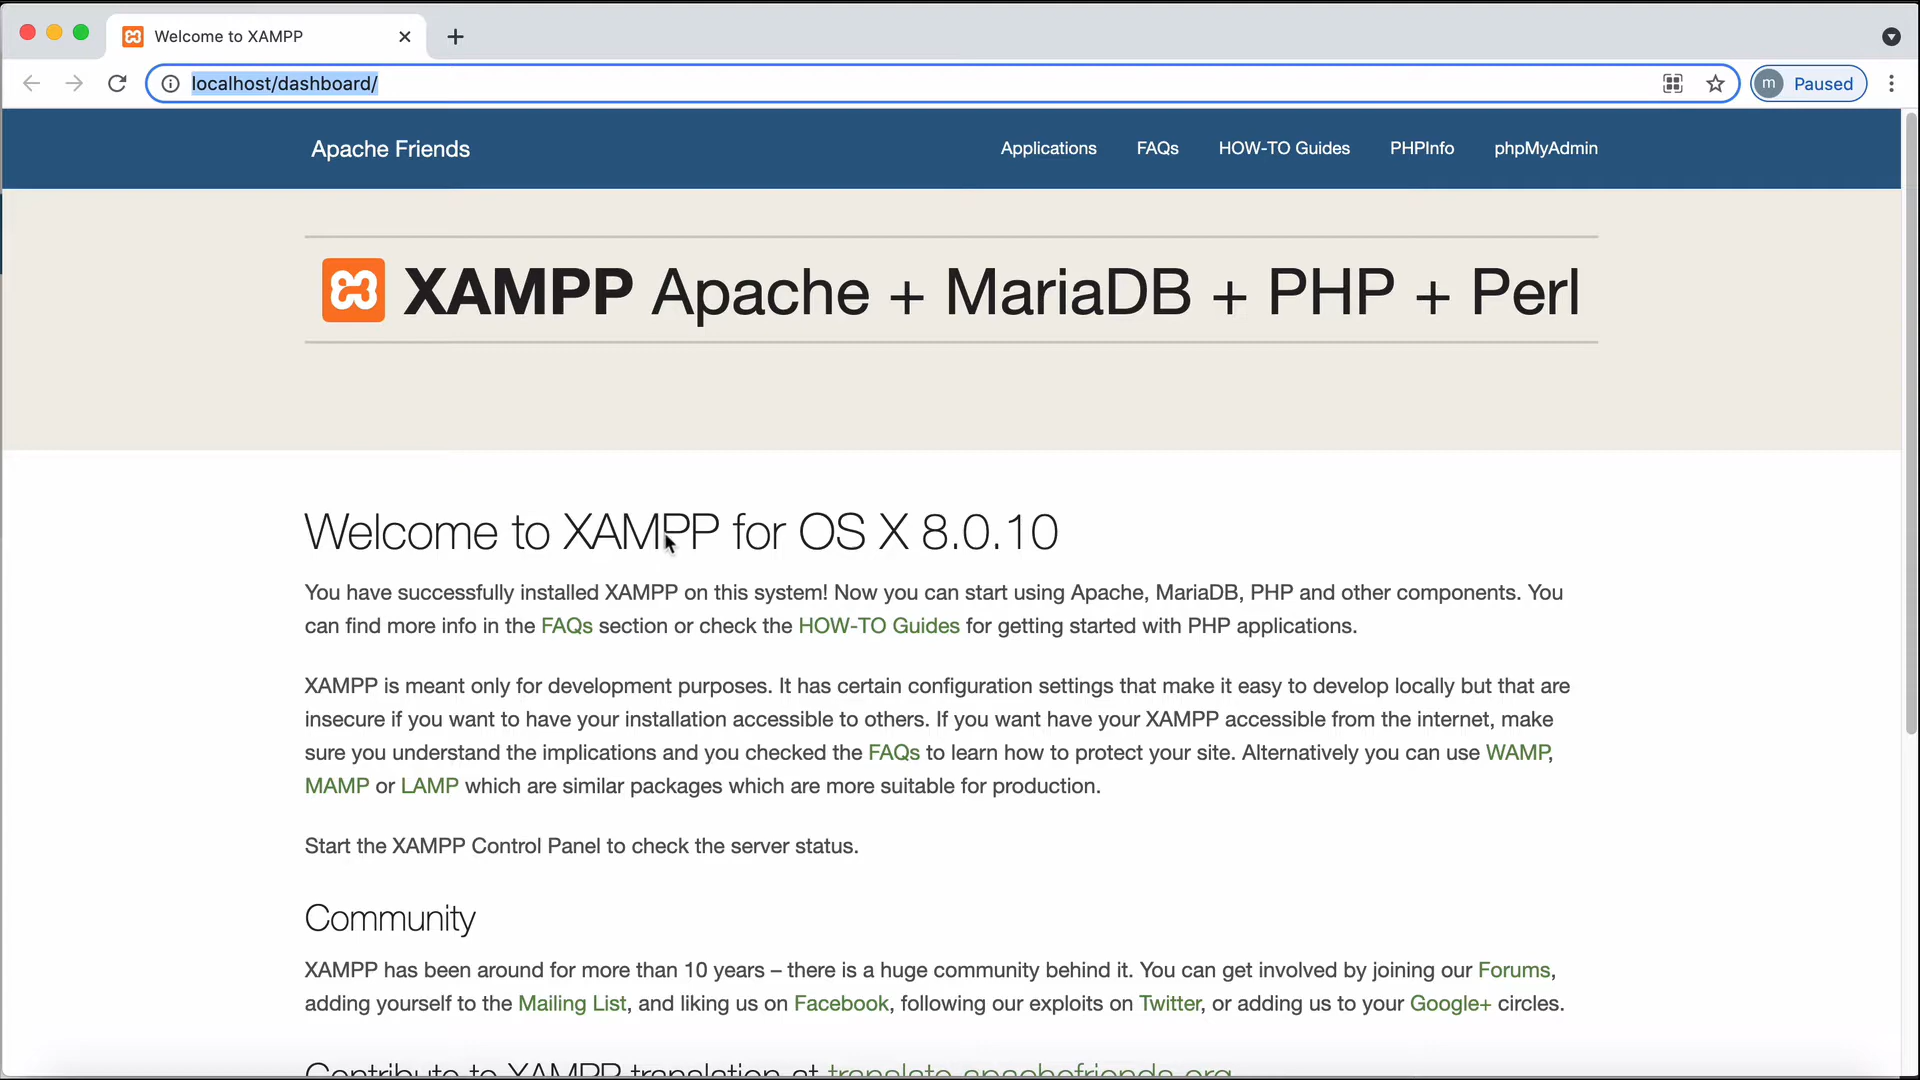 Welcome to XAMPP
localhost/dashboard/
m Paused
Apache Friends Applications FAQs HOW-TO Guides PHPInfo phpMyAdmin
XAMPP Apache + MariaDB + PHP + Perl
Welcome to XAMPP for OS X 8.0.10
You have successfully installed XAMPP on this system! Now you can start using Apache, MariaDB, PHP and other components. You
can find more info in the FAQs section or check the HOW-TO Guides for getting started with PHP applications.
XAMPP is meant only for development purposes. It has certain configuration settings that make it easy to develop locally but that are
insecure if you want to have your installation accessible to others. If you want have your XAMPP accessible from the internet, make
sure you understand the implications and you checked the FAQs to learn how to protect your site. Alternatively you can use WAMP,
MAMP or LAMP which are similar packages which are more suitable for production.
Start the XAMPP Control Panel to check the server status.
Community
XAMPP has been around for more than 10 years – there is a huge community behind it. You can get involved by joining our Forums,
adding yourself to the Mailing List, and liking us on Facebook, following our exploits on Twitter, or adding us to your Google+ circles.
Contribute to XAMPP translation at translate.apachefriends.org